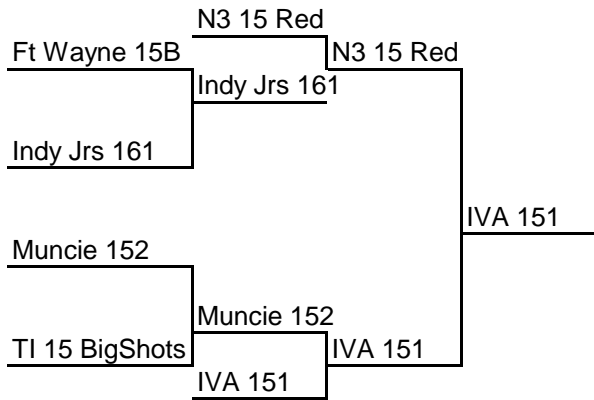 N3 15 Red
Ft Wayne 15B
N3 15 Red
Indy Jrs 161
Indy Jrs 161
IVA 151
Muncie 152
Muncie 152
TI 15 BigShots
IVA 151
IVA 151